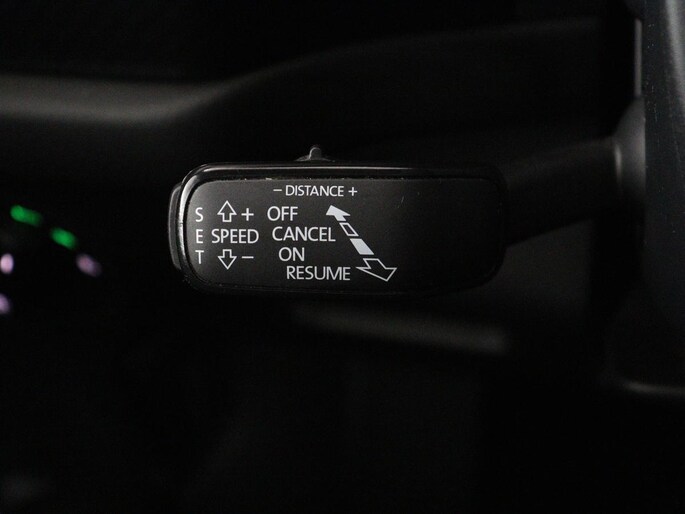 - DISTANCE +
S ⇧ + OFF
E SPEED CANCEL
T ⇩ - ON
RESUME